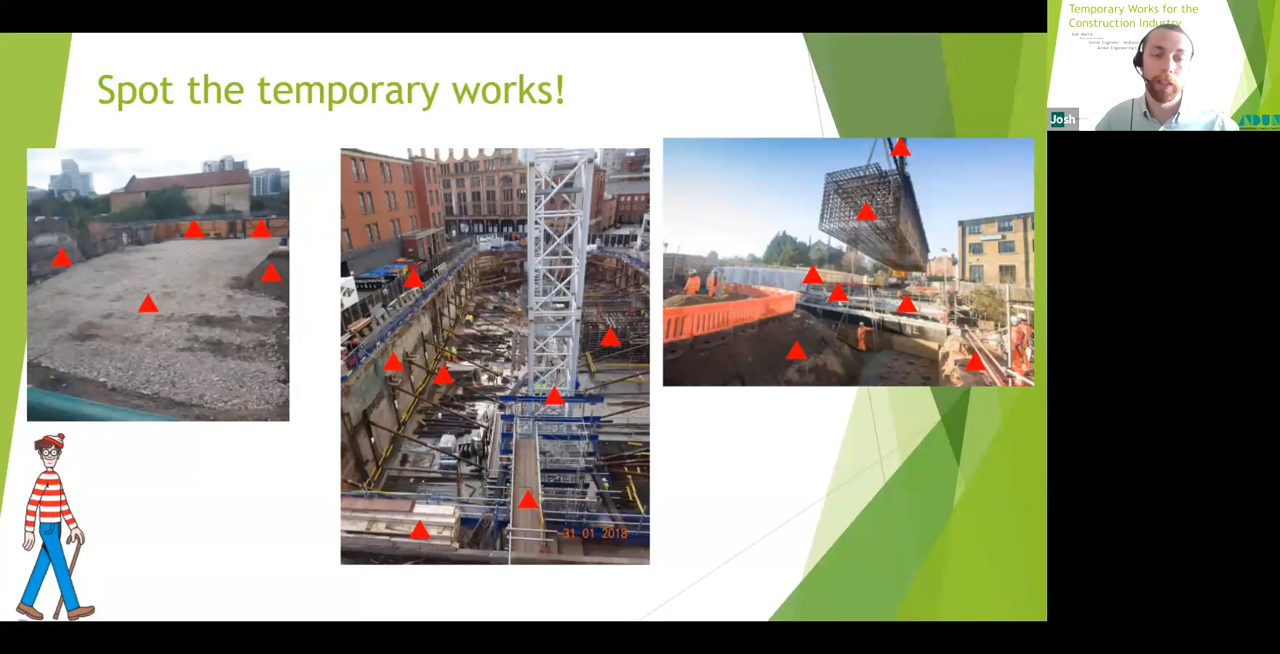 Spot the temporary works!
31 01 2018
Temporary Works for the
Construction Industry
Josh